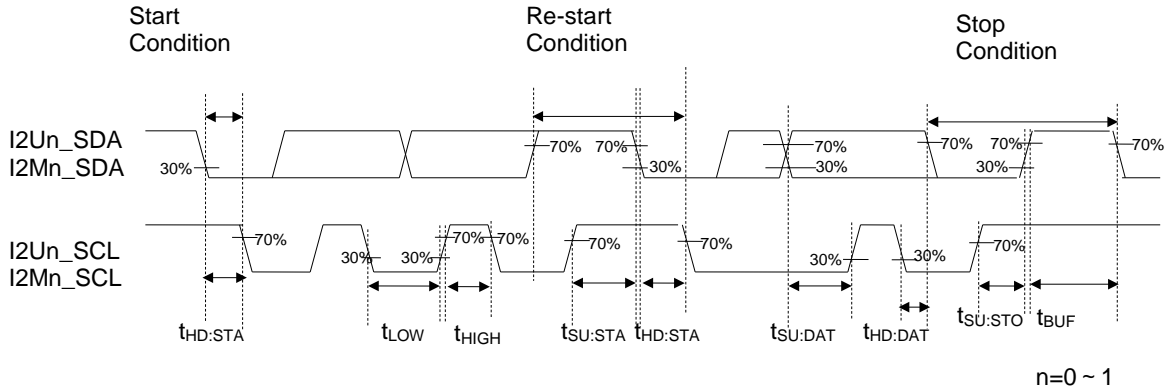 Start
Condition
Re-start
Condition
Stop
Condition
I2Un_SDA
I2Mn_SDA
30%
70%
70%
30%
70%
30%
70%
30%
70%
70%
I2Un_SCL
I2Mn_SCL
70%
30%
30%
70%
70%
70%
70%
30%
30%
70%
tHD:STA
tLOW
tHIGH
tSU:STA
tHD:STA
tSU:DAT
tHD:DAT
tSU:STO
tBUF
n=0 ~ 1